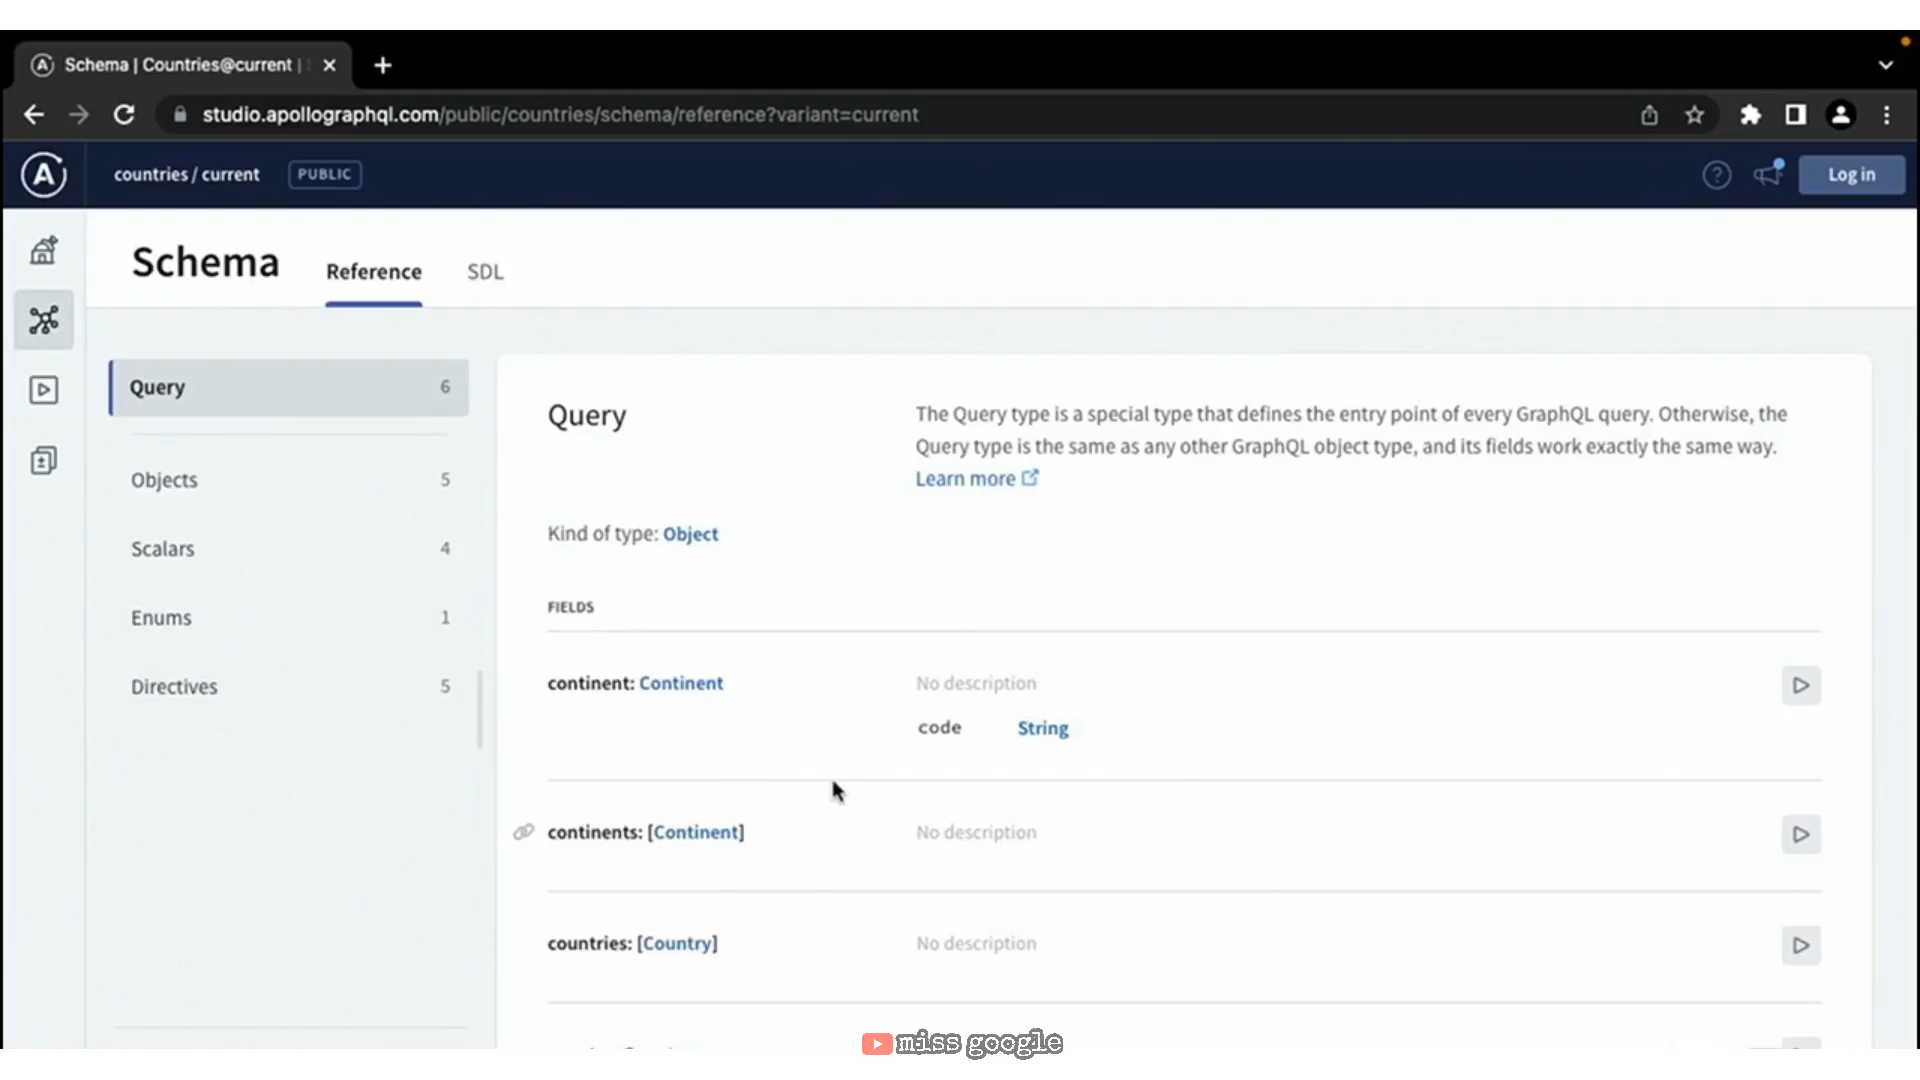 Schema | Countries@current |
studio.apollographql.com/public/countries/schema/reference?variant=current
countries / current
PUBLIC
Log in
Schema
Reference
SDL
Query 6
Objects 5
Scalars 4
Enums 1
Directives 5
Query
The Query type is a special type that defines the entry point of every GraphQL query. Otherwise, the
Query type is the same as any other GraphQL object type, and its fields work exactly the same way.
Learn more
Kind of type: Object
FIELDS
continent: Continent
No description
code String
continents: [Continent]
No description
countries: [Country]
No description
miss google